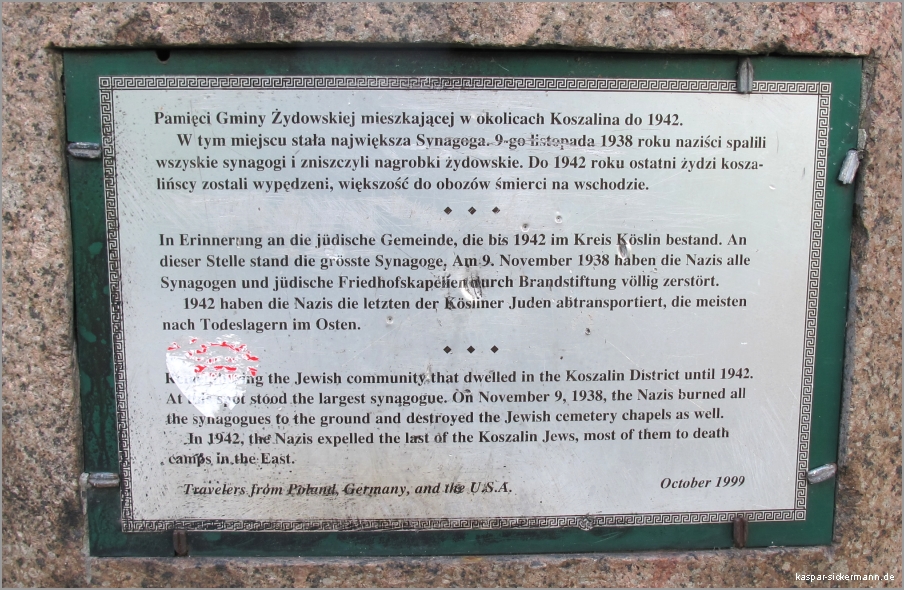 Pamięci Gminy Żydowskiej mieszkającej w okolicach Koszalina do 1942.
W tym miejscu stała największa Synagoga. 9-go listopada 1938 roku naziści spalili
wszyskie synagogi i zniszczyli nagrobki żydowskie. Do 1942 roku ostatni żydzi kosza-
lińscy zostali wypędzeni, większość do obozów śmierci na wschodzie.
In Erinnerung an die jüdische Gemeinde, die bis 1942 im Kreis Köslin bestand. An
dieser Stelle stand die grösste Synagoge. Am 9. November 1938 haben die Nazis alle
Synagogen und jüdische Friedhofskapellen durch Brandstiftung völlig zerstört.
1942 haben die Nazis die letzten der Kösliner Juden abtransportiert, die meisten
nach Todeslagern im Osten.
the Jewish community that dwelled in the Koszalin District until 1942.
At this spot stood the largest synagogue. On November 9, 1938, the Nazis burned all
the synagogues to the ground and destroyed the Jewish cemetery chapels as well.
In 1942, the Nazis expelled the last of the Koszalin Jews, most of them to death
camps in the East.
Travelers from Poland, Germany, and the U.S.A. October 1999
kaspar-sickermann.de